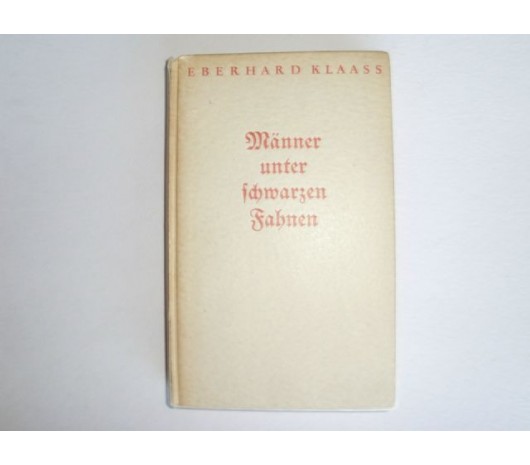 EBERHARD KLAASS
Männer
unter
schwarzen
Fahnen